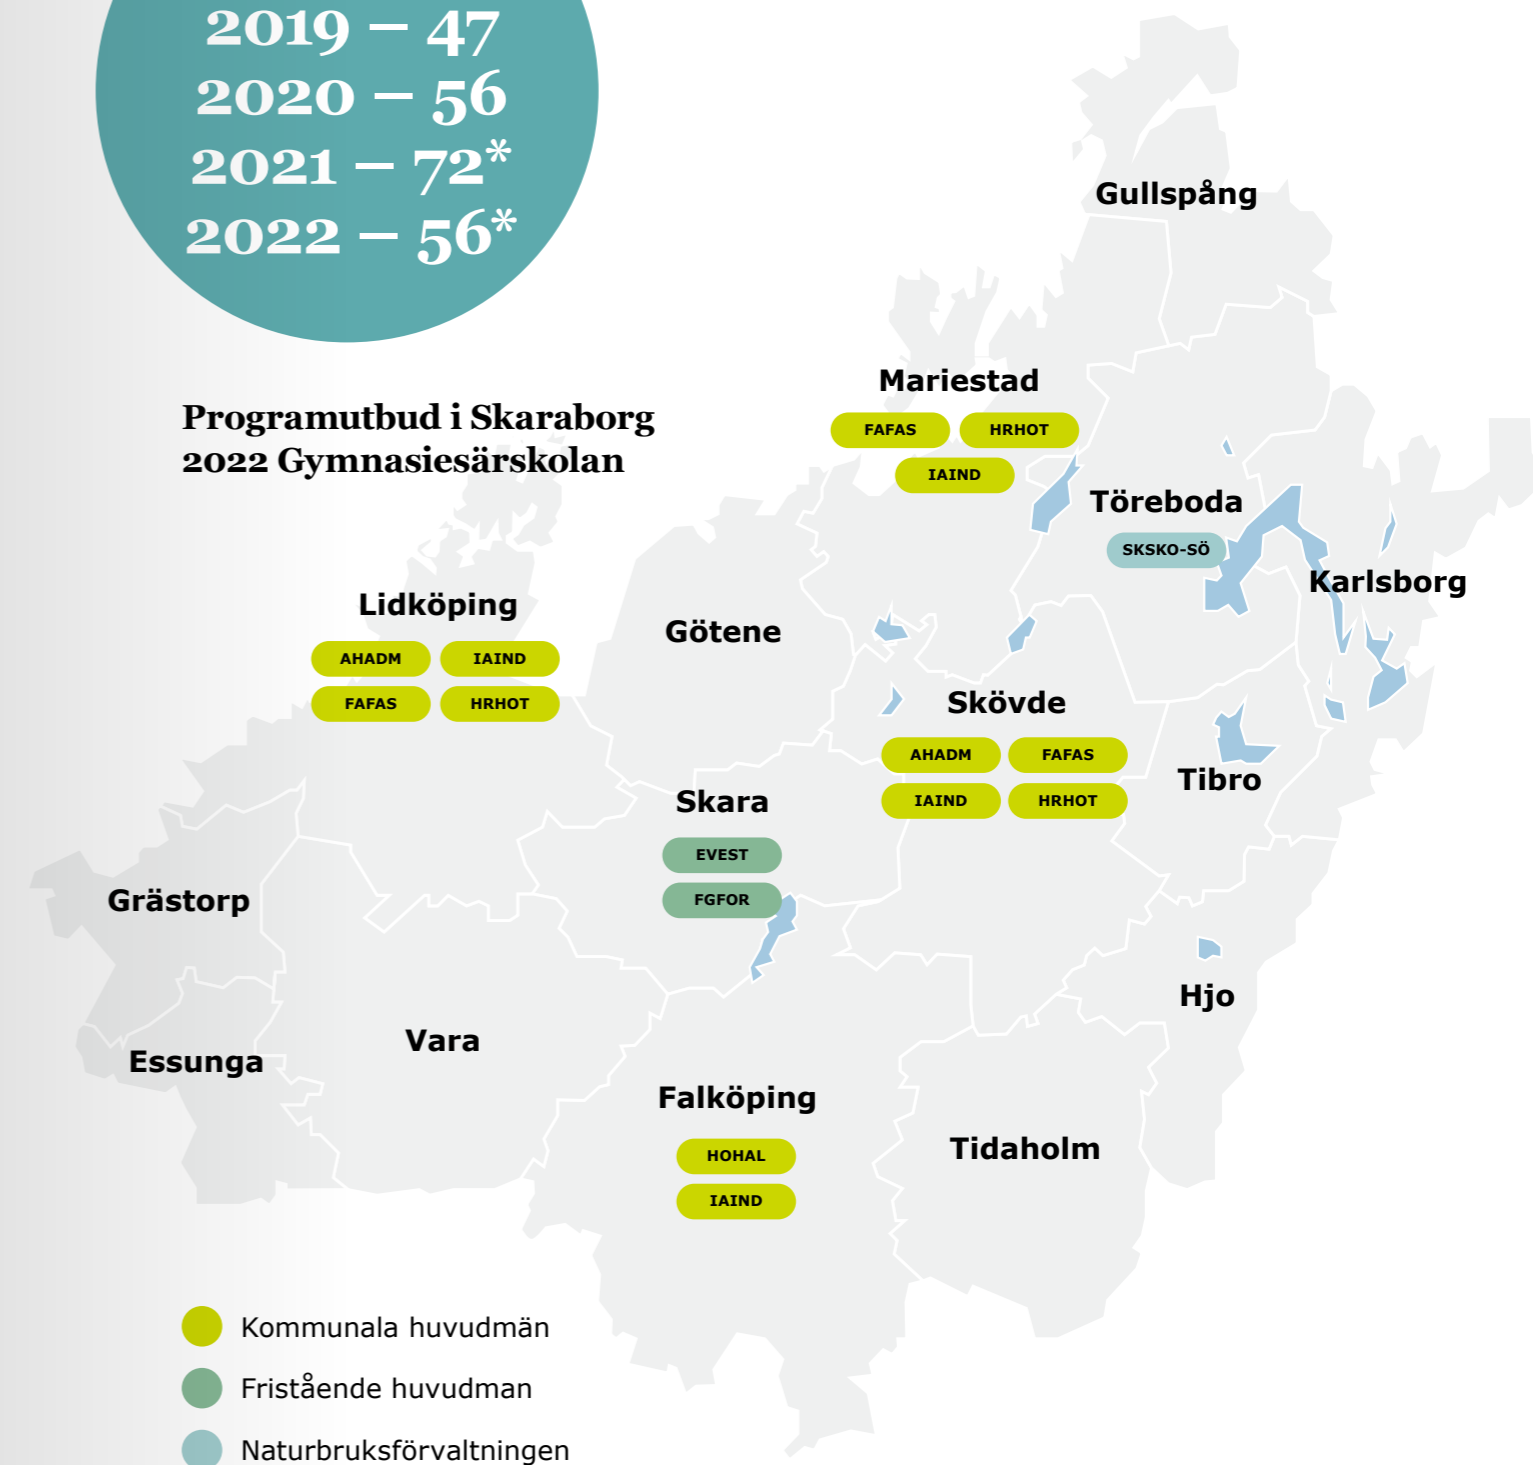 2019 – 47
2020 – 56
2021 – 72*
2022 – 56*
Programutbud i Skaraborg
2022 Gymnasiesärskolan
Gullspång
Mariestad
FAFAS HRHOT
IAIND
Töreboda
SKSKO-SÖ
Karlsborg
Lidköping
AHADM IAIND
FAFAS HRHOT
Götene
Skövde
AHADM FAFAS
IAIND HRHOT
Tibro
Skara
EVEST
FGFOR
Grästorp
Hjo
Vara
Essunga
Falköping
HOHAL
IAIND
Tidaholm
Kommunala huvudmän
Fristående huvudman
Naturbruksförvaltningen